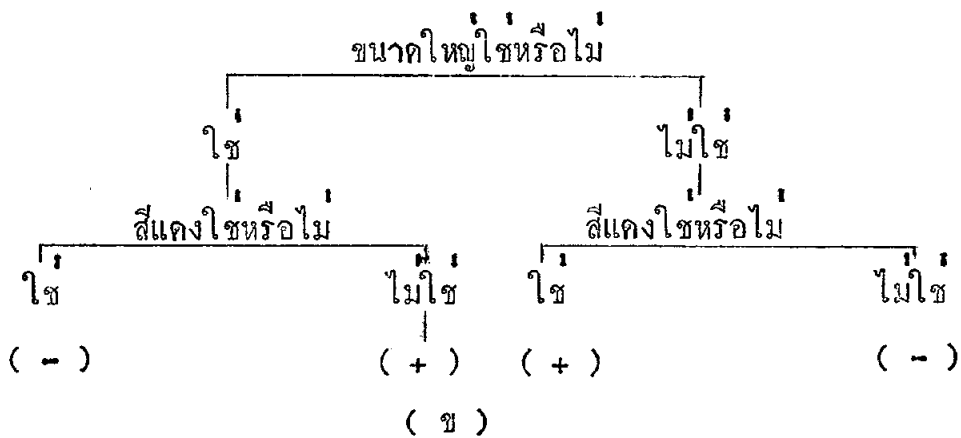 ขนาดใหญ่ใช่หรือไม่
ใช่ ไม่ใช่
สีแดงใช่หรือไม่ สีแดงใช่หรือไม่
ใช่ ไม่ใช่ ใช่ ไม่ใช่
( - ) ( + ) ( + ) ( - )
( ข )